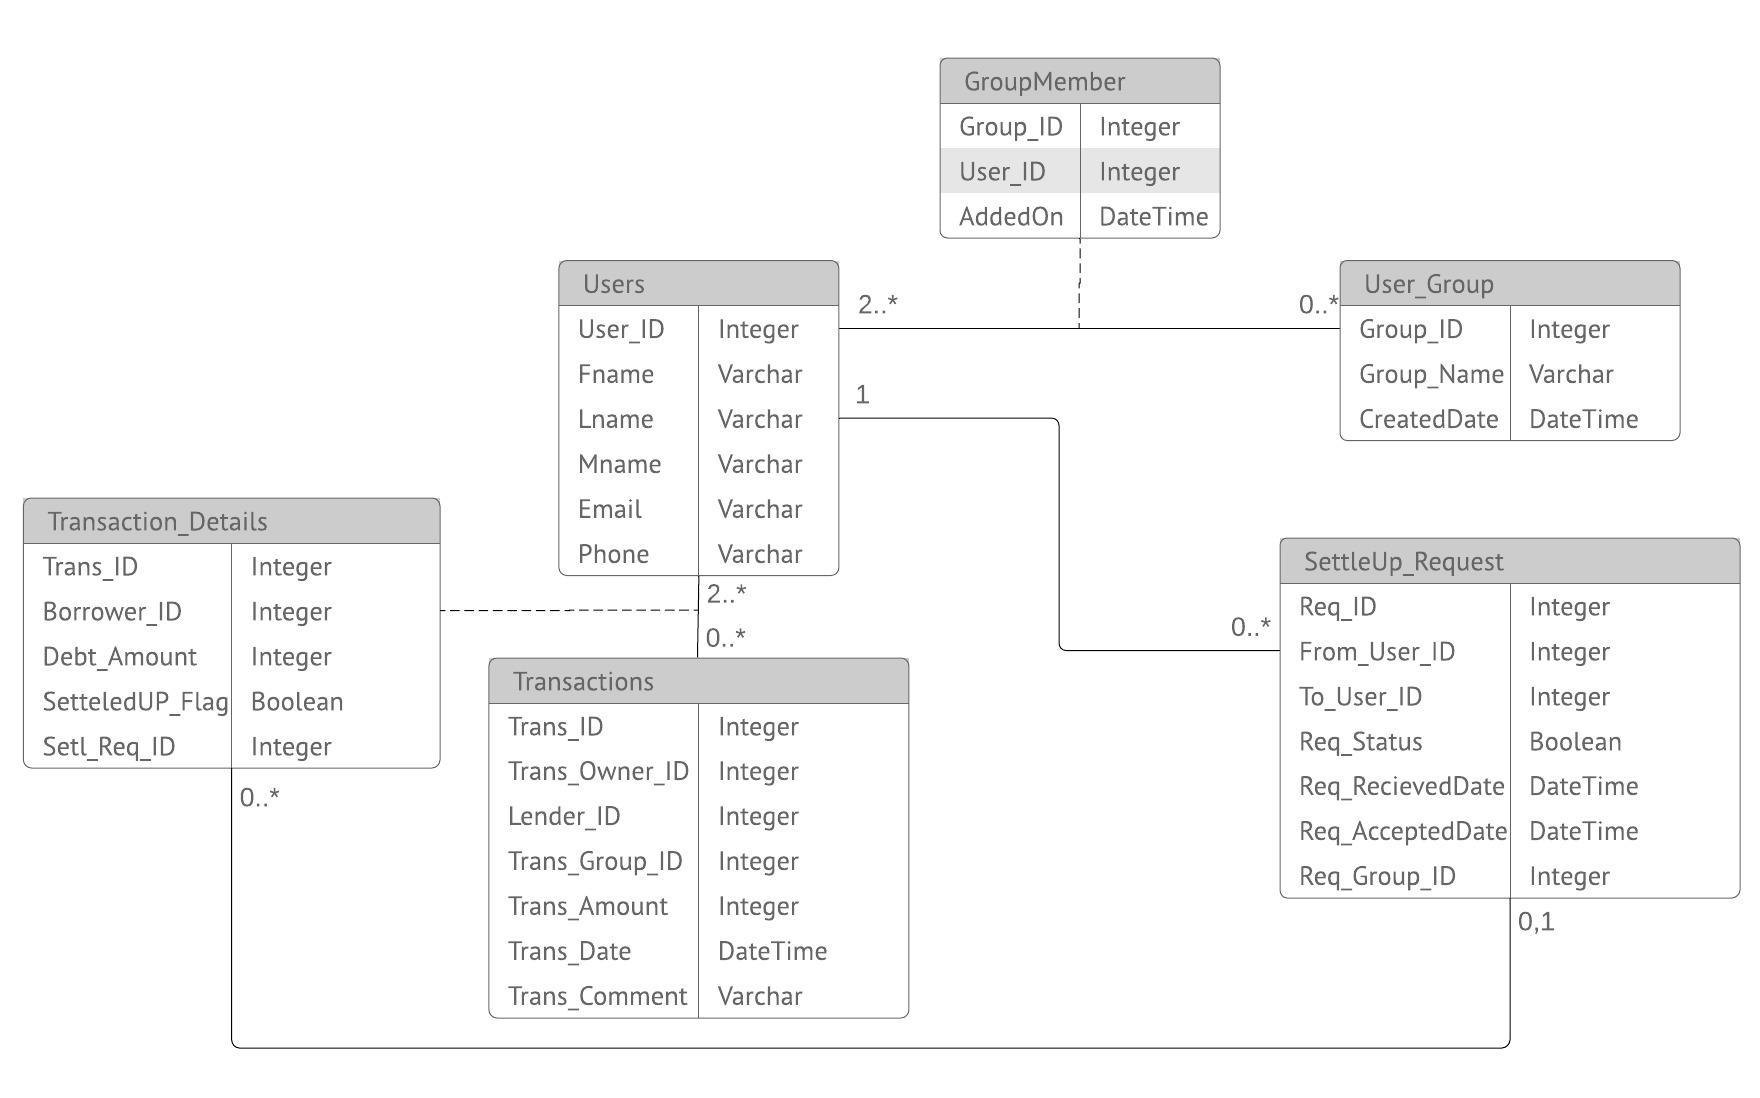 GroupMember
Group_ID Integer
User_ID Integer
AddedOn DateTime
Users
User_ID Integer
Fname Varchar
Lname Varchar
Mname Varchar
Email Varchar
Phone Varchar
2..*
0..*
User_Group
Group_ID Integer
Group_Name Varchar
CreatedDate DateTime
1
0..*
Transaction_Details
Trans_ID Integer
Borrower_ID Integer
Debt_Amount Integer
SetteledUP_Flag Boolean
Setl_Req_ID Integer
0..*
2..*
0..*
Transactions
Trans_ID Integer
Trans_Owner_ID Integer
Lender_ID Integer
Trans_Group_ID Integer
Trans_Amount Integer
Trans_Date DateTime
Trans_Comment Varchar
SettleUp_Request
Req_ID Integer
From_User_ID Integer
To_User_ID Integer
Req_Status Boolean
Req_RecievedDate DateTime
Req_AcceptedDate DateTime
Req_Group_ID Integer
0,1